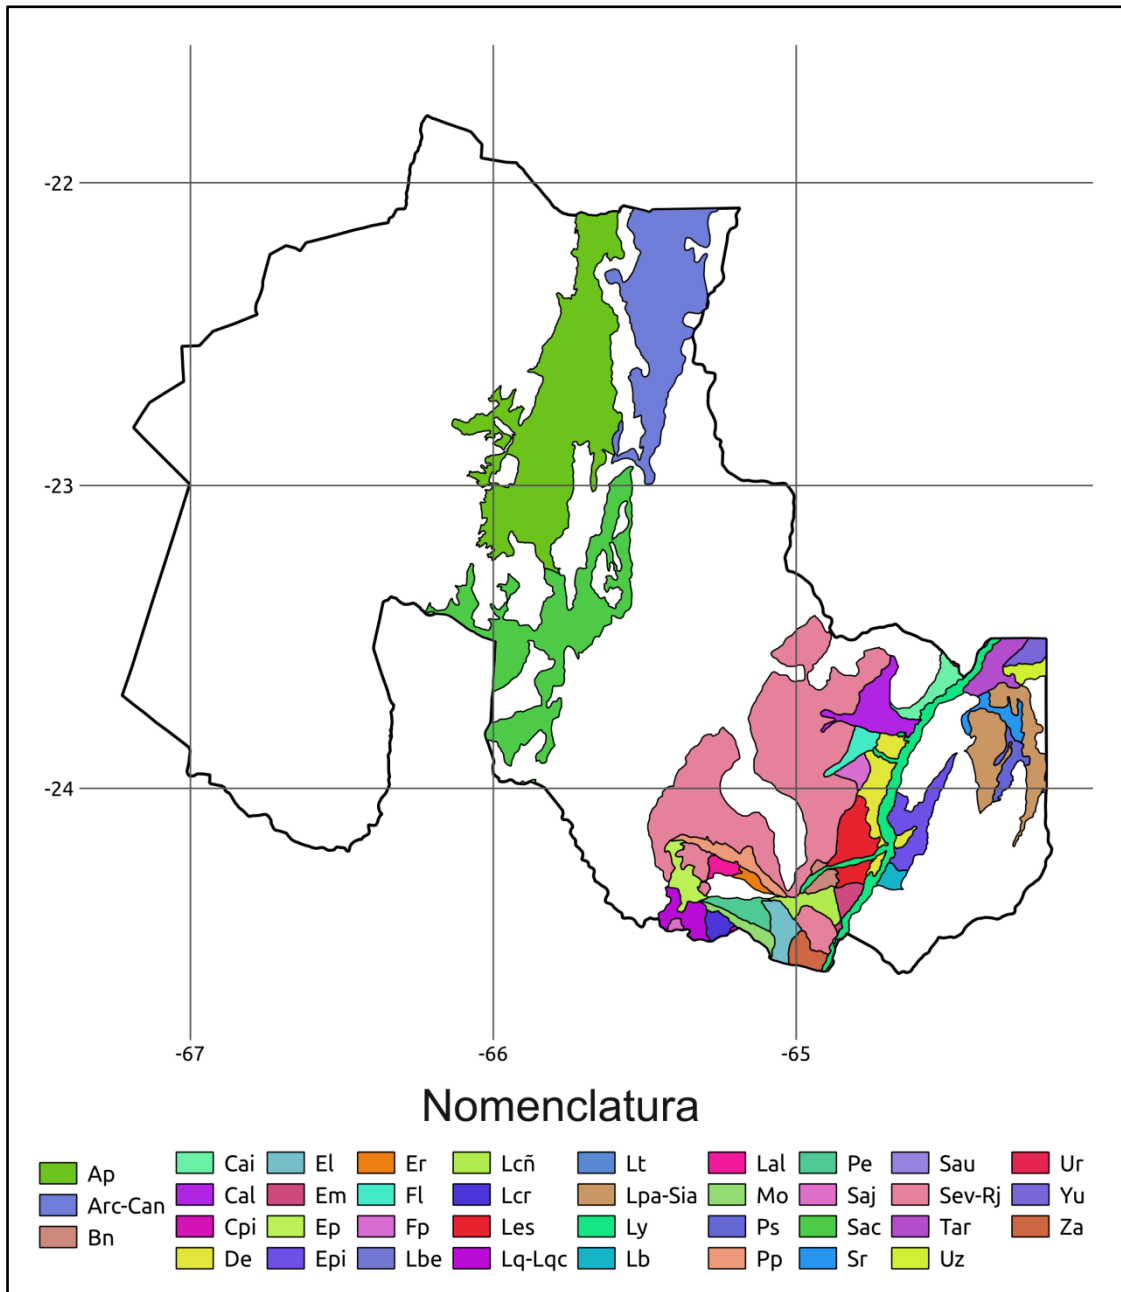 -22
-23
-24
-67 -66 -65
Nomenclatura
Ap Cai El Er Lcñ Lt Lal Pe Sau Ur
Arc-Can Cal Em Fl Lcr Lpa-Sia Mo Saj Sev-Rj Yu
Bn Cpi Ep Fp Les Ly Ps Sac Tar Za
De Epi Lbe Lq-Lqc Lb Pp Sr Uz